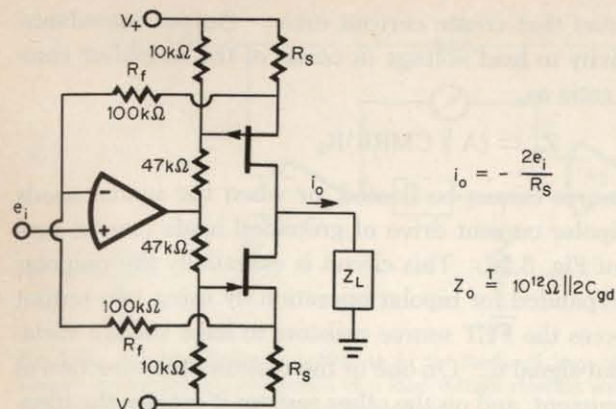 V+
10kΩ
RS
Rf
100kΩ
47kΩ
−
+
ei
47kΩ
io
ZL
io = − 2ei / RS
Zo = 10¹²Ω||2Cgd
100kΩ
Rf
10kΩ
RS
V